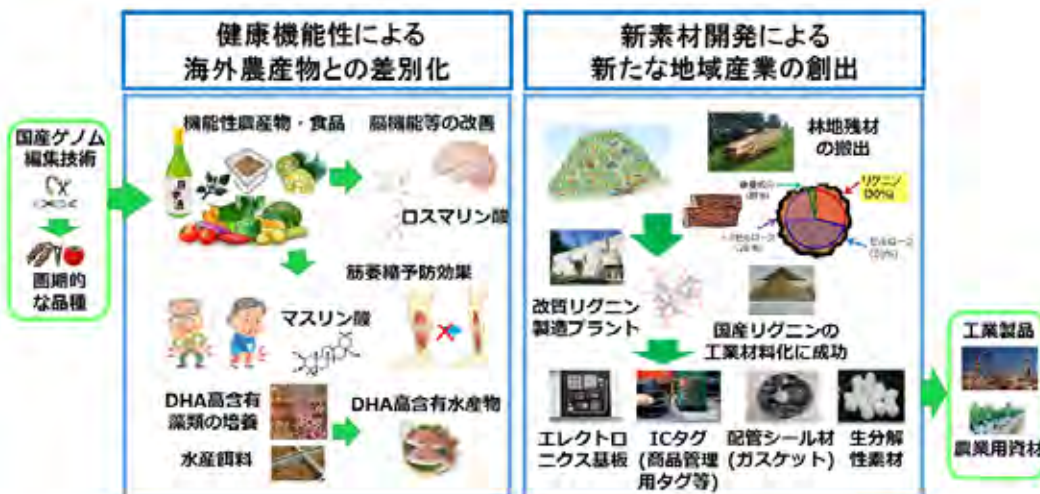 健康機能性による
海外農産物との差別化
新素材開発による
新たな地域産業の創出
国産ゲノム
編集技術
画期的
な品種
機能性農産物・食品
脳機能等の改善
ロスマリン酸
筋萎縮予防効果
マスリン酸
DHA高含有
藻類の培養
DHA高含有水産物
水産餌料
林地残材
の搬出
リグニン
セルロース
改質リグニン
製造プラント
国産リグニンの
工業材料化に成功
エレクトロ
ニクス基板
ICタグ
(商品管理
用タグ等)
配管シール材
(ガスケット)
生分解
性素材
工業製品
農業用資材